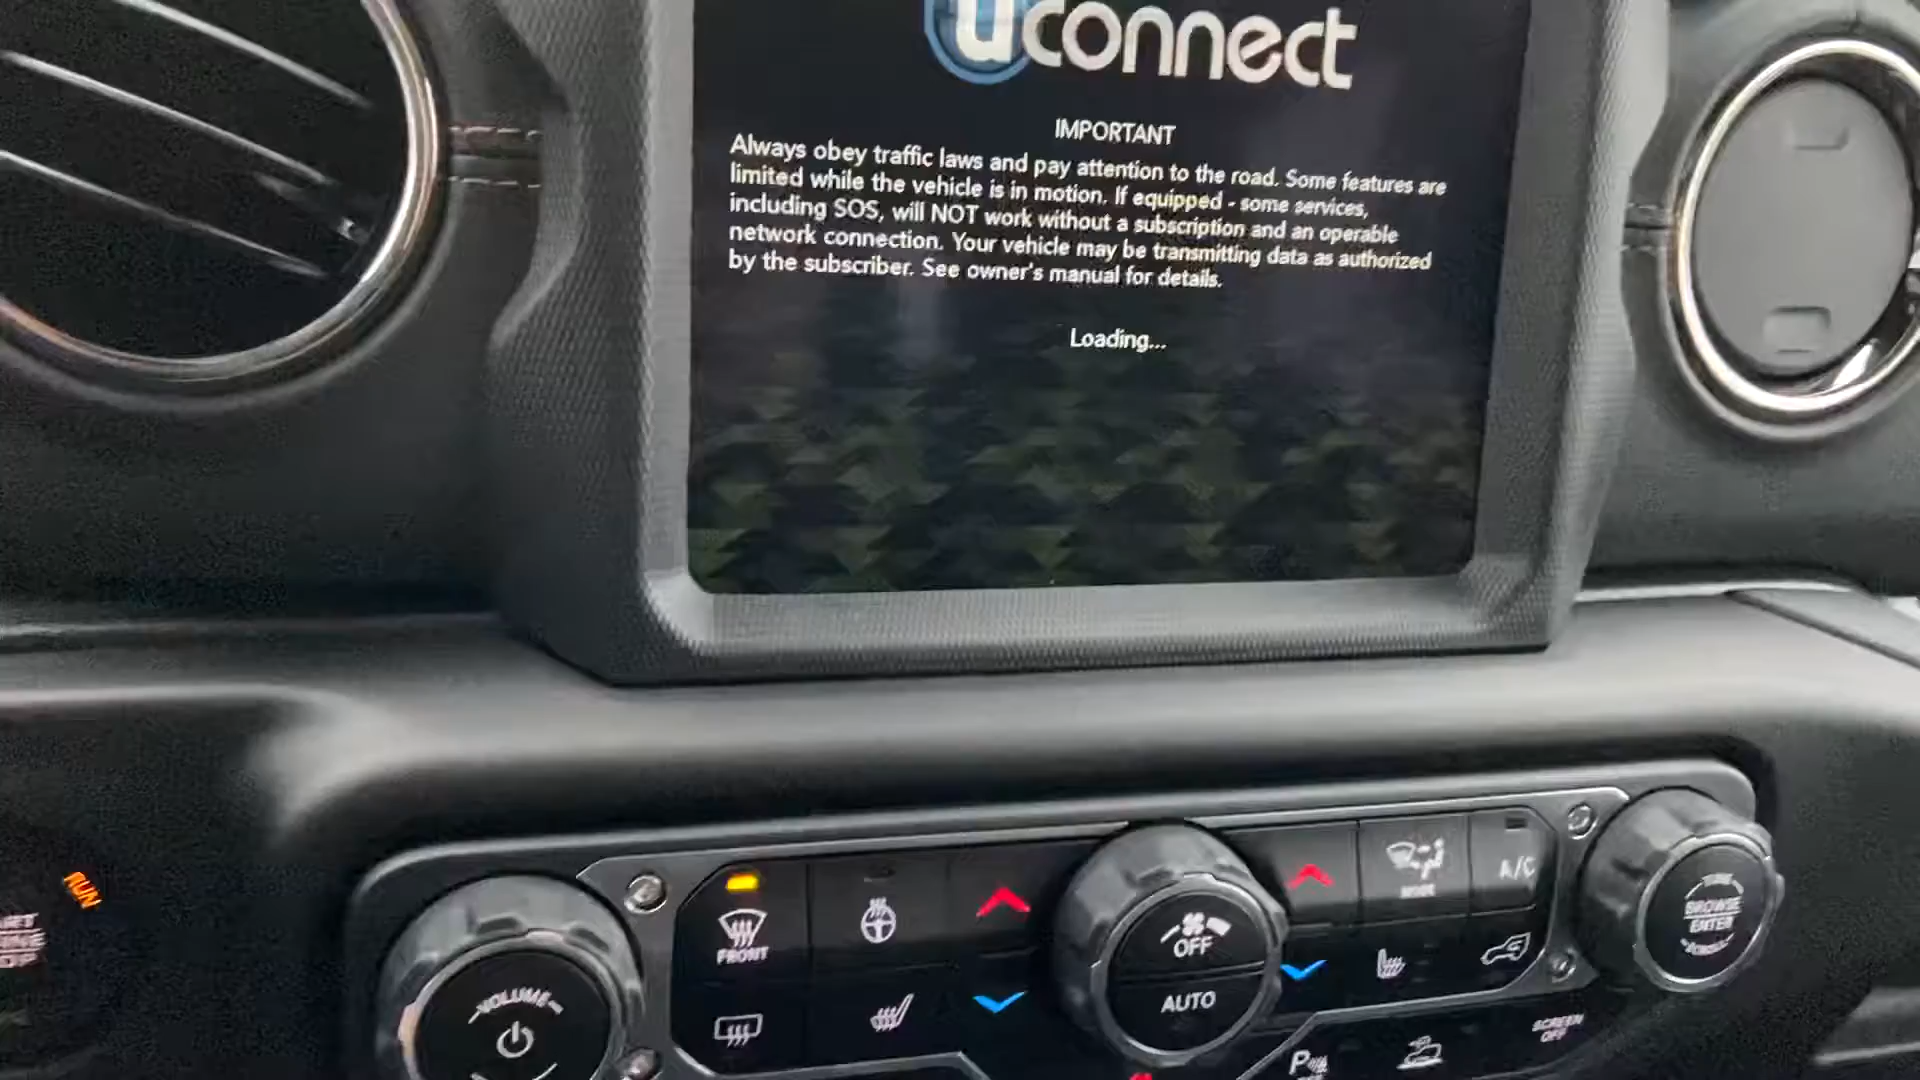 uconnect
IMPORTANT
Always obey traffic laws and pay attention to the road. Some features are
limited while the vehicle is in motion. If equipped - some services,
including SOS, will NOT work without a subscription and an operable
network connection. Your vehicle may be transmitting data as authorized
by the subscriber. See owner's manual for details.
Loading...
RUN
FRONT
VOLUME
OFF
AUTO
MODE
A/C
BROWSE
ENTER
SCREEN
OFF